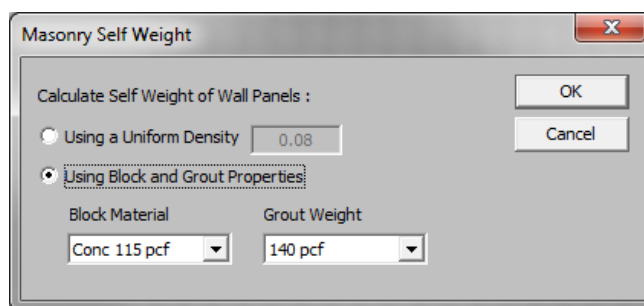 Masonry Self Weight
Calculate Self Weight of Wall Panels :
OK
Using a Uniform Density 0.08
Cancel
Using Block and Grout Properties
Block Material Grout Weight
Conc 115 pcf 140 pcf